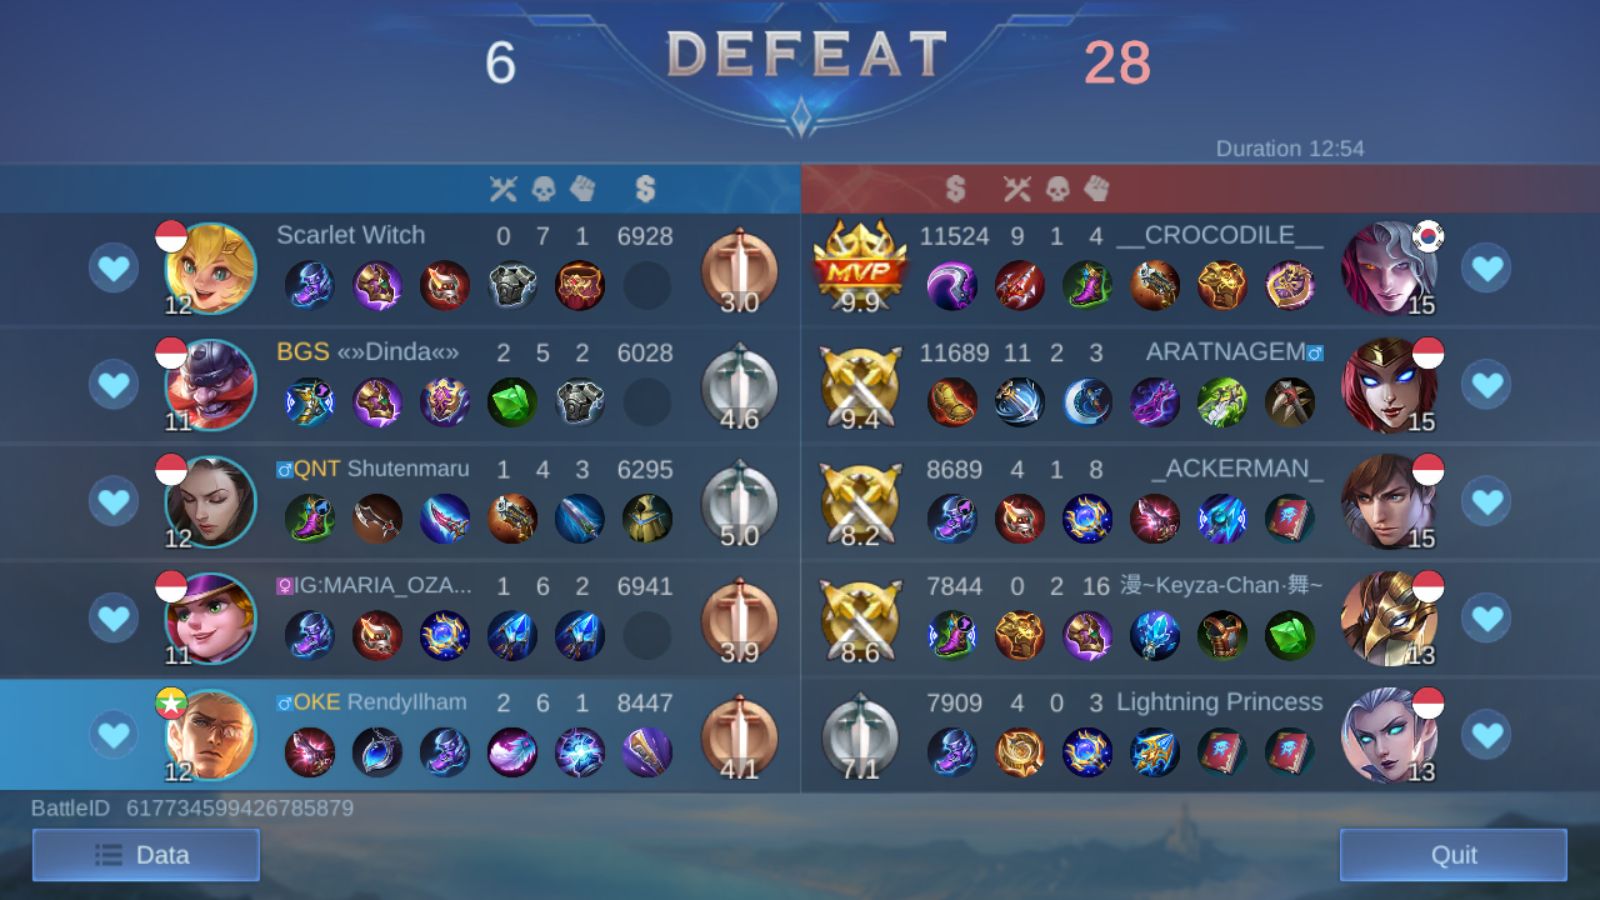 6 DEFEAT 28
Duration 12:54
Scarlet Witch 0 7 1 6928
12 3.0
MVP 9.9 11524 9 1 4 __CROCODILE__
15
BGS «»Dinda«» 2 5 2 6028
11 4.6
9.4 11689 11 2 3 ARATNAGEM♂
15
♂QNT Shutenmaru 1 4 3 6295
12 5.0
8.2 8689 4 1 8 _ACKERMAN_
15
♀IG:MARIA_OZA... 1 6 2 6941
11 3.9
8.6 7844 0 2 16 漫~Keyza-Chan·舞~
13
♂OKE RendyIlham 2 6 1 8447
12 4.1
7.1 7909 4 0 3 Lightning Princess
13
BattleID 617734599426785879
Data
Quit